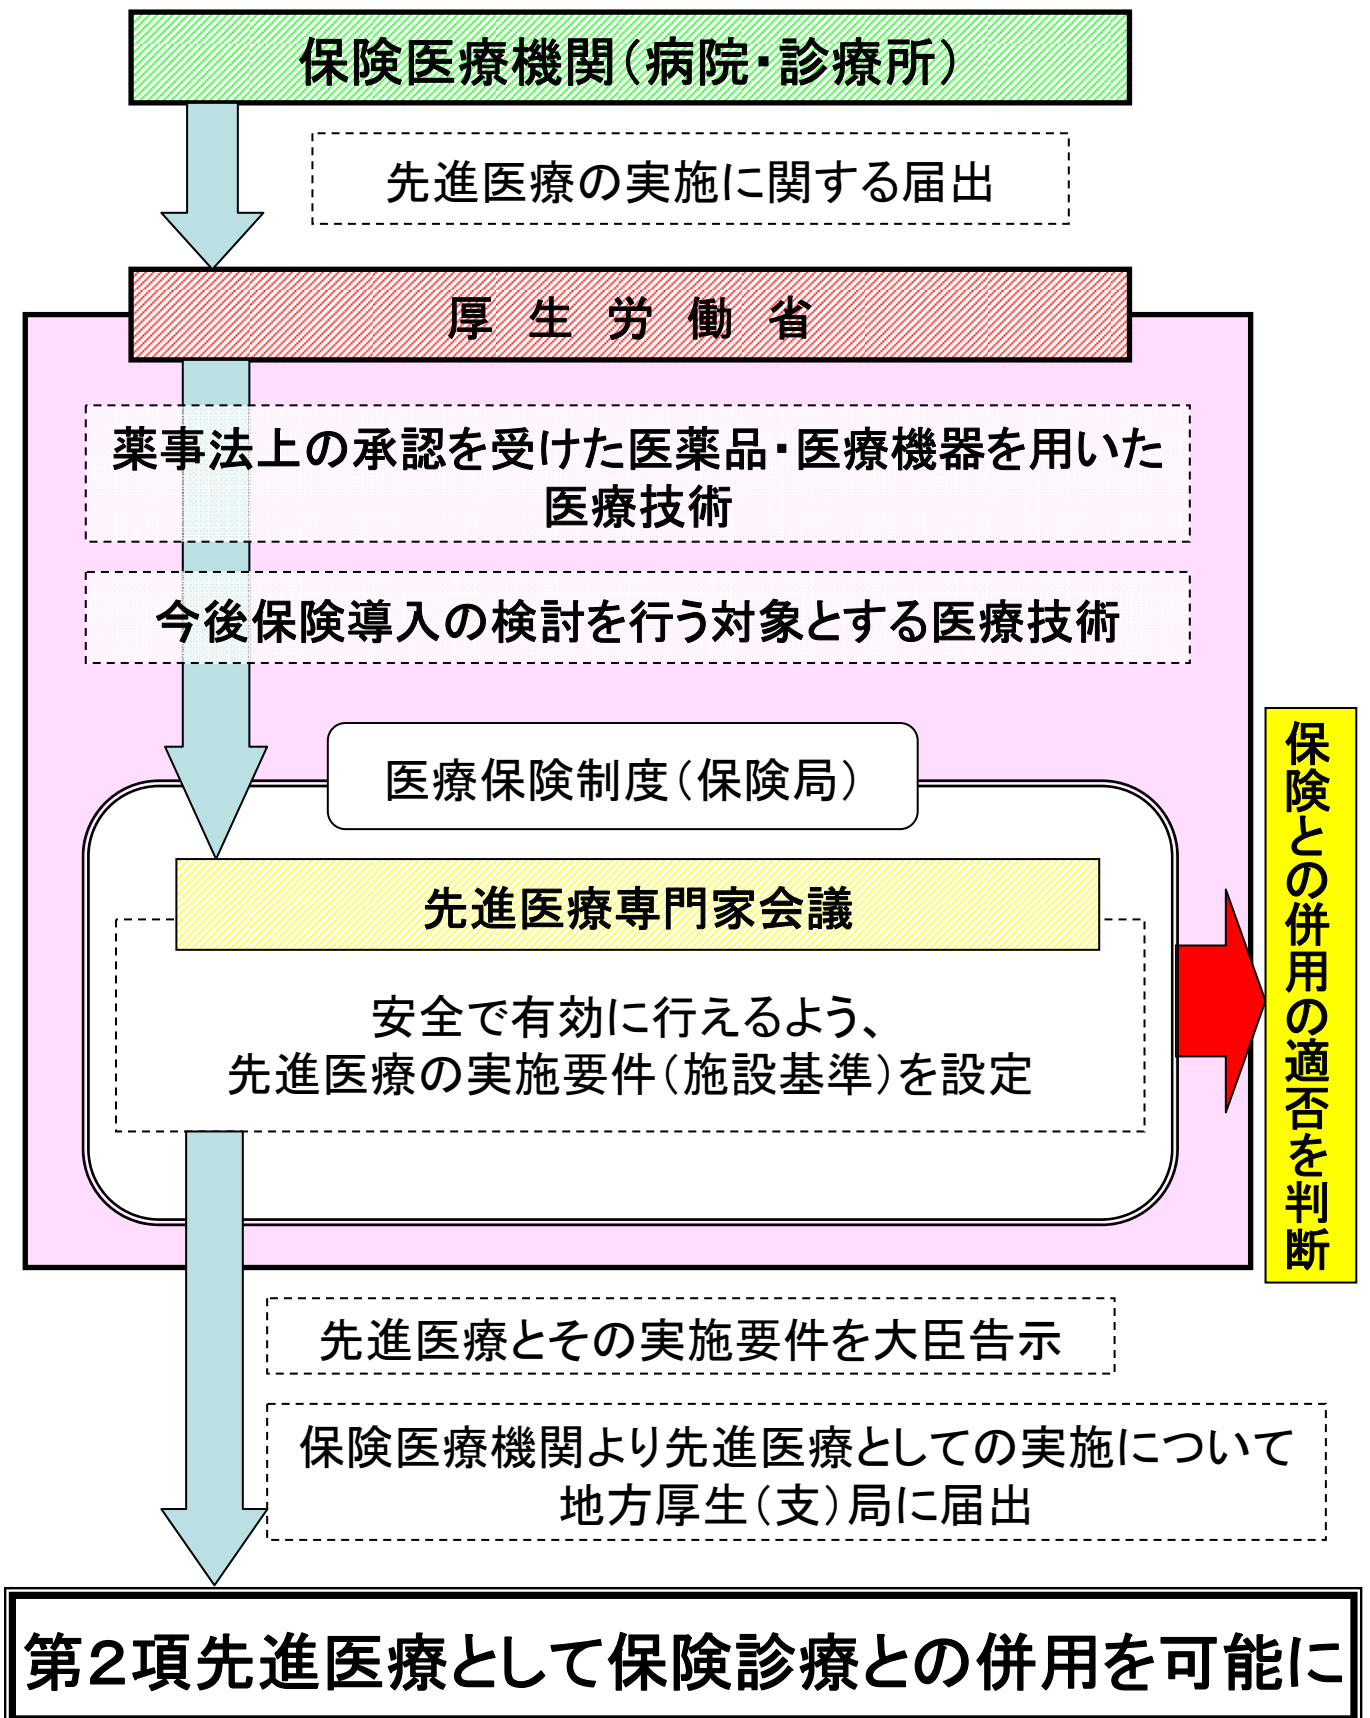 保険医療機関（病院・診療所）
先進医療の実施に関する届出
厚 生 労 働 省
薬事法上の承認を受けた医薬品・医療機器を用いた
医療技術
今後保険導入の検討を行う対象とする医療技術
医療保険制度（保険局）
先進医療専門家会議
安全で有効に行えるよう、
先進医療の実施要件（施設基準）を設定
保険との併用の適否を判断
先進医療とその実施要件を大臣告示
保険医療機関より先進医療としての実施について
地方厚生（支）局に届出
第２項先進医療として保険診療との併用を可能に